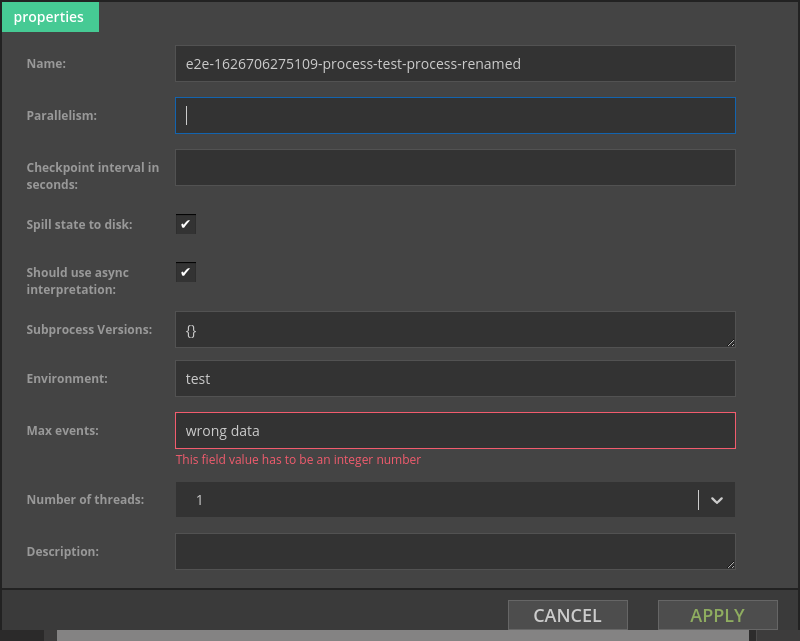 properties
Name:
e2e-1626706275109-process-test-process-renamed
Parallelism:
Checkpoint interval in
seconds:
Spill state to disk:
Should use async
interpretation:
Subprocess Versions:
{}
Environment:
test
Max events:
wrong data
This field value has to be an integer number
Number of threads:
1
Description:
CANCEL
APPLY